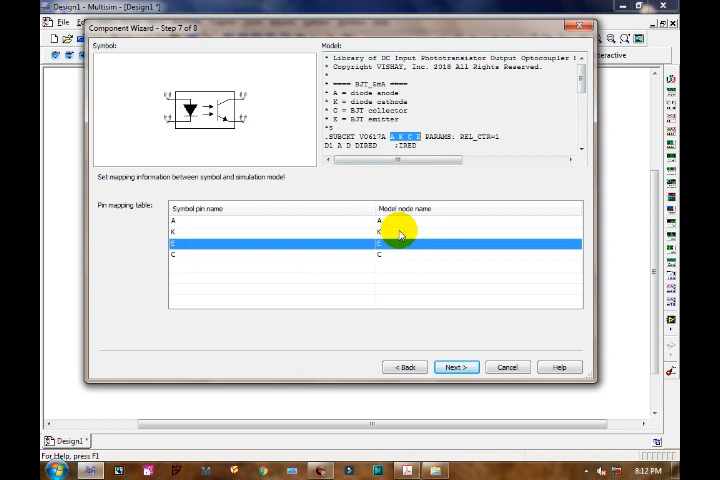 Design1 - Multisim - [Design1 *]
File
Component Wizard - Step 7 of 8
Symbol:
Model:
* Library of DC Input Phototransistor Output Optocoupler
* Copyright VISHAY, Inc. 2018 All Rights Reserved.
*
* ==== BJT_5mA ====
* A = diode anode
* K = diode cathode
* C = BJT collector
* E = BJT emitter
*$
.SUBCKT VO617A A K C E PARAMS: REL_CTR=1
D1 A D DIRED ;IRED
Set mapping information between symbol and simulation model
Pin mapping table:
Symbol pin name Model node name
A A
K K
E E
C C
< Back Next > Cancel Help
Design1 *
For Help, press F1
8:12 PM